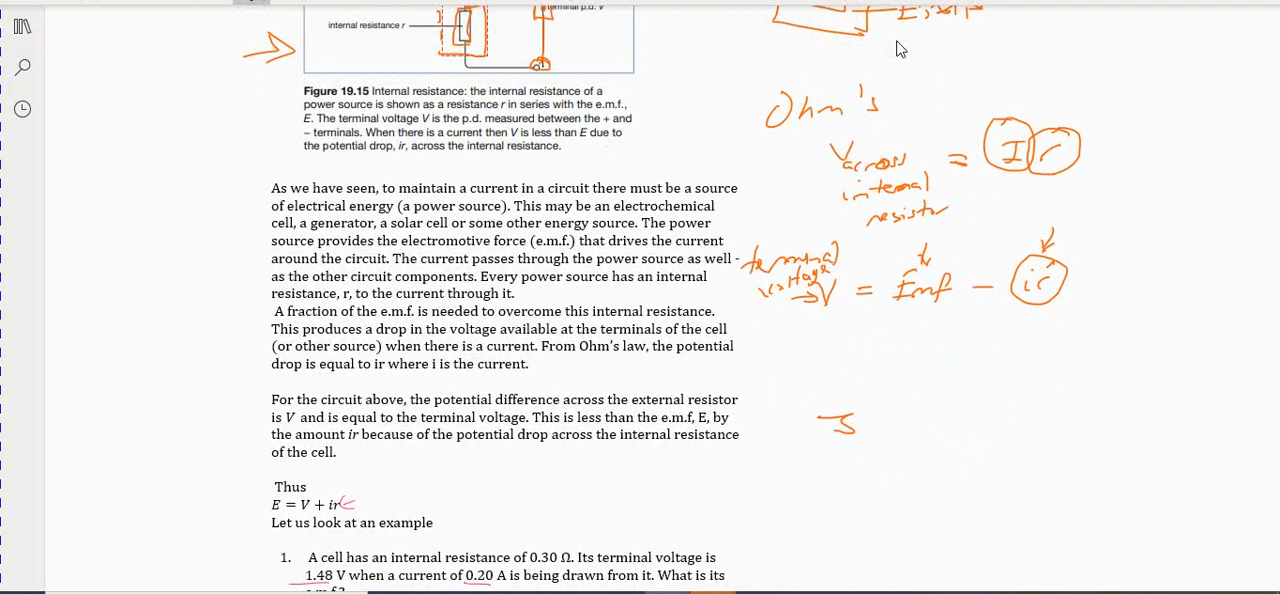 internal resistance r
terminal p.d. V
Figure 19.15 Internal resistance: the internal resistance of a
power source is shown as a resistance r in series with the e.m.f.,
E. The terminal voltage V is the p.d. measured between the + and
– terminals. When there is a current then V is less than E due to
the potential drop, ir, across the internal resistance.
As we have seen, to maintain a current in a circuit there must be a source
of electrical energy (a power source). This may be an electrochemical
cell, a generator, a solar cell or some other energy source. The power
source provides the electromotive force (e.m.f.) that drives the current
around the circuit. The current passes through the power source as well
as the other circuit components. Every power source has an internal
resistance, r, to the current through it.
A fraction of the e.m.f. is needed to overcome this internal resistance.
This produces a drop in the voltage available at the terminals of the cell
(or other source) when there is a current. From Ohm's law, the potential
drop is equal to ir where i is the current.
For the circuit above, the potential difference across the external resistor
is V and is equal to the terminal voltage. This is less than the e.m.f, E, by
the amount ir because of the potential drop across the internal resistance
of the cell.
Thus
E = V + ir
Let us look at an example
1. A cell has an internal resistance of 0.30 Ω. Its terminal voltage is
1.48 V when a current of 0.20 A is being drawn from it. What is its
Ohm's
V across = I r
internal
resistor
terminal
voltage
V = Emf - ir